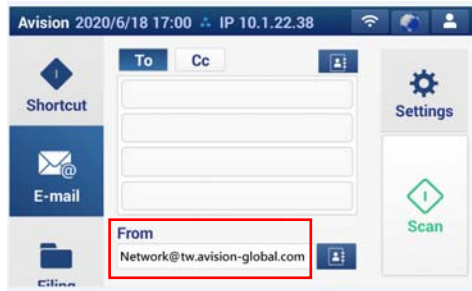 Avision 2020/6/18 17:00 IP 10.1.22.38
To Cc
Shortcut
Settings
E-mail
Scan
From
Network@tw.avision-global.com
Filing